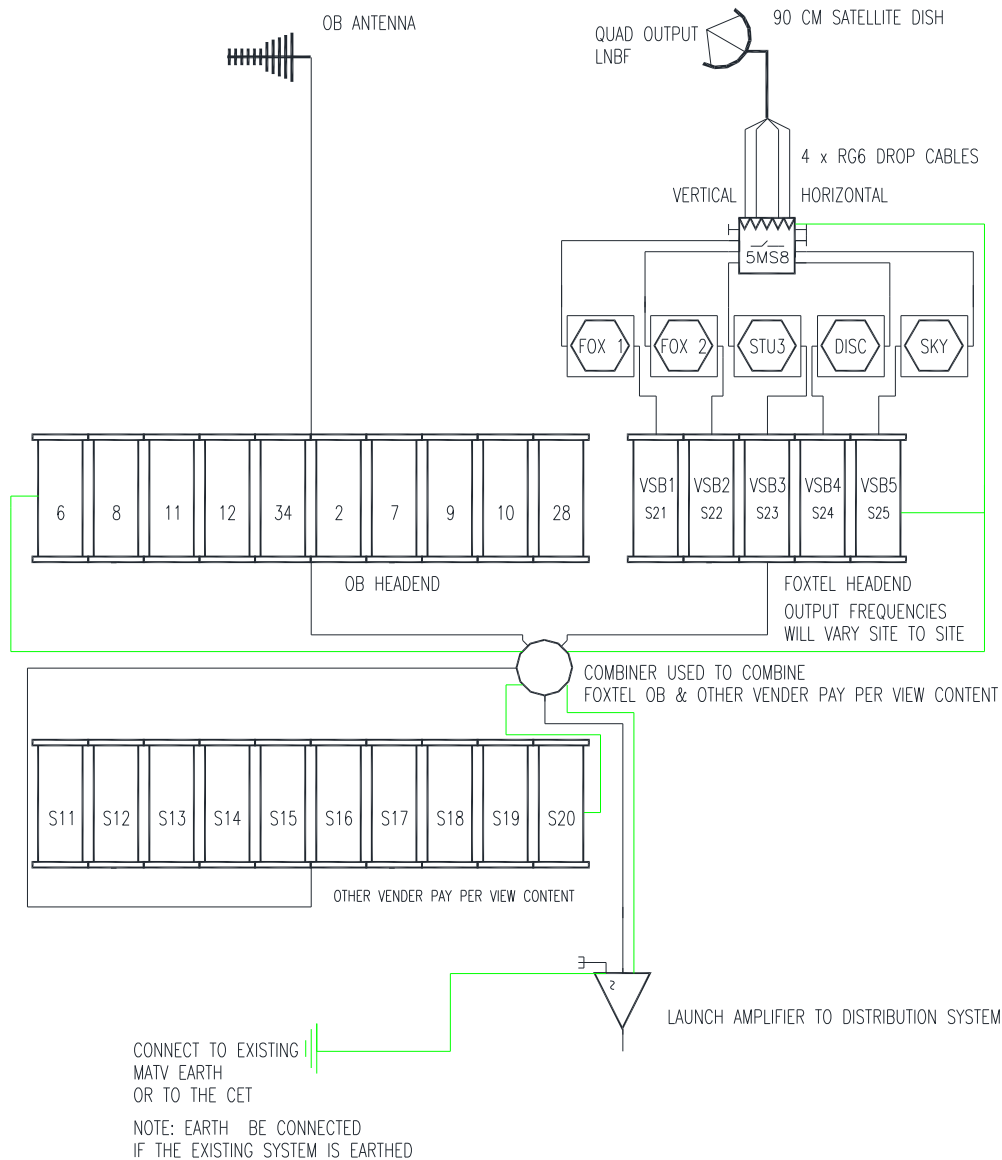 OB ANTENNA
90 CM SATELLITE DISH
QUAD OUTPUT
LNBF
4 x RG6 DROP CABLES
VERTICAL
HORIZONTAL
5MS8
FOX 1
FOX 2
STU3
DISC
SKY
6
8
11
12
34
2
7
9
10
28
VSB1
S21
VSB2
S22
VSB3
S23
VSB4
S24
VSB5
S25
OB HEADEND
FOXTEL HEADEND
OUTPUT FREQUENCIES
WILL VARY SITE TO SITE
COMBINER USED TO COMBINE
FOXTEL OB & OTHER VENDER PAY PER VIEW CONTENT
S11
S12
S13
S14
S15
S16
S17
S18
S19
S20
OTHER VENDER PAY PER VIEW CONTENT
LAUNCH AMPLIFIER TO DISTRIBUTION SYSTEM
CONNECT TO EXISTING
MATV EARTH
OR TO THE CET
NOTE: EARTH BE CONNECTED
IF THE EXISTING SYSTEM IS EARTHED